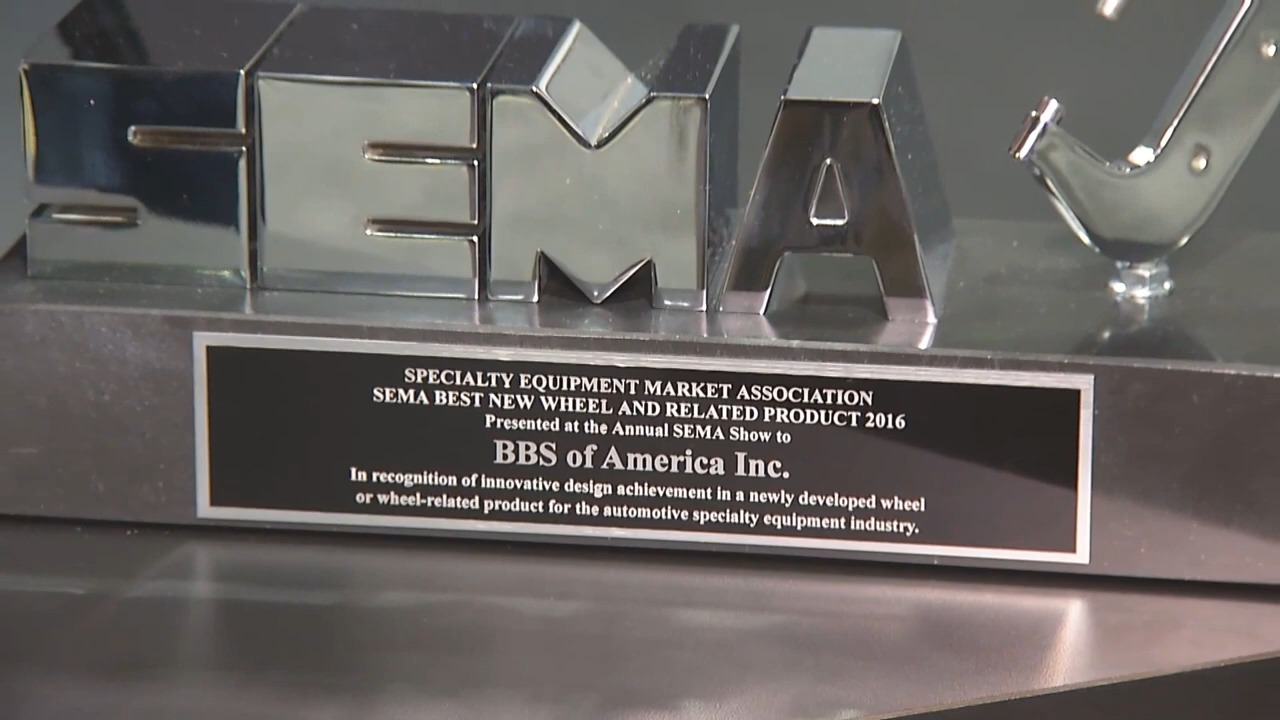 SEMA
SPECIALTY EQUIPMENT MARKET ASSOCIATION
SEMA BEST NEW WHEEL AND RELATED PRODUCT 2016
Presented at the Annual SEMA Show to
BBS of America Inc.
In recognition of innovative design achievement in a newly developed wheel
or wheel-related product for the automotive specialty equipment industry.